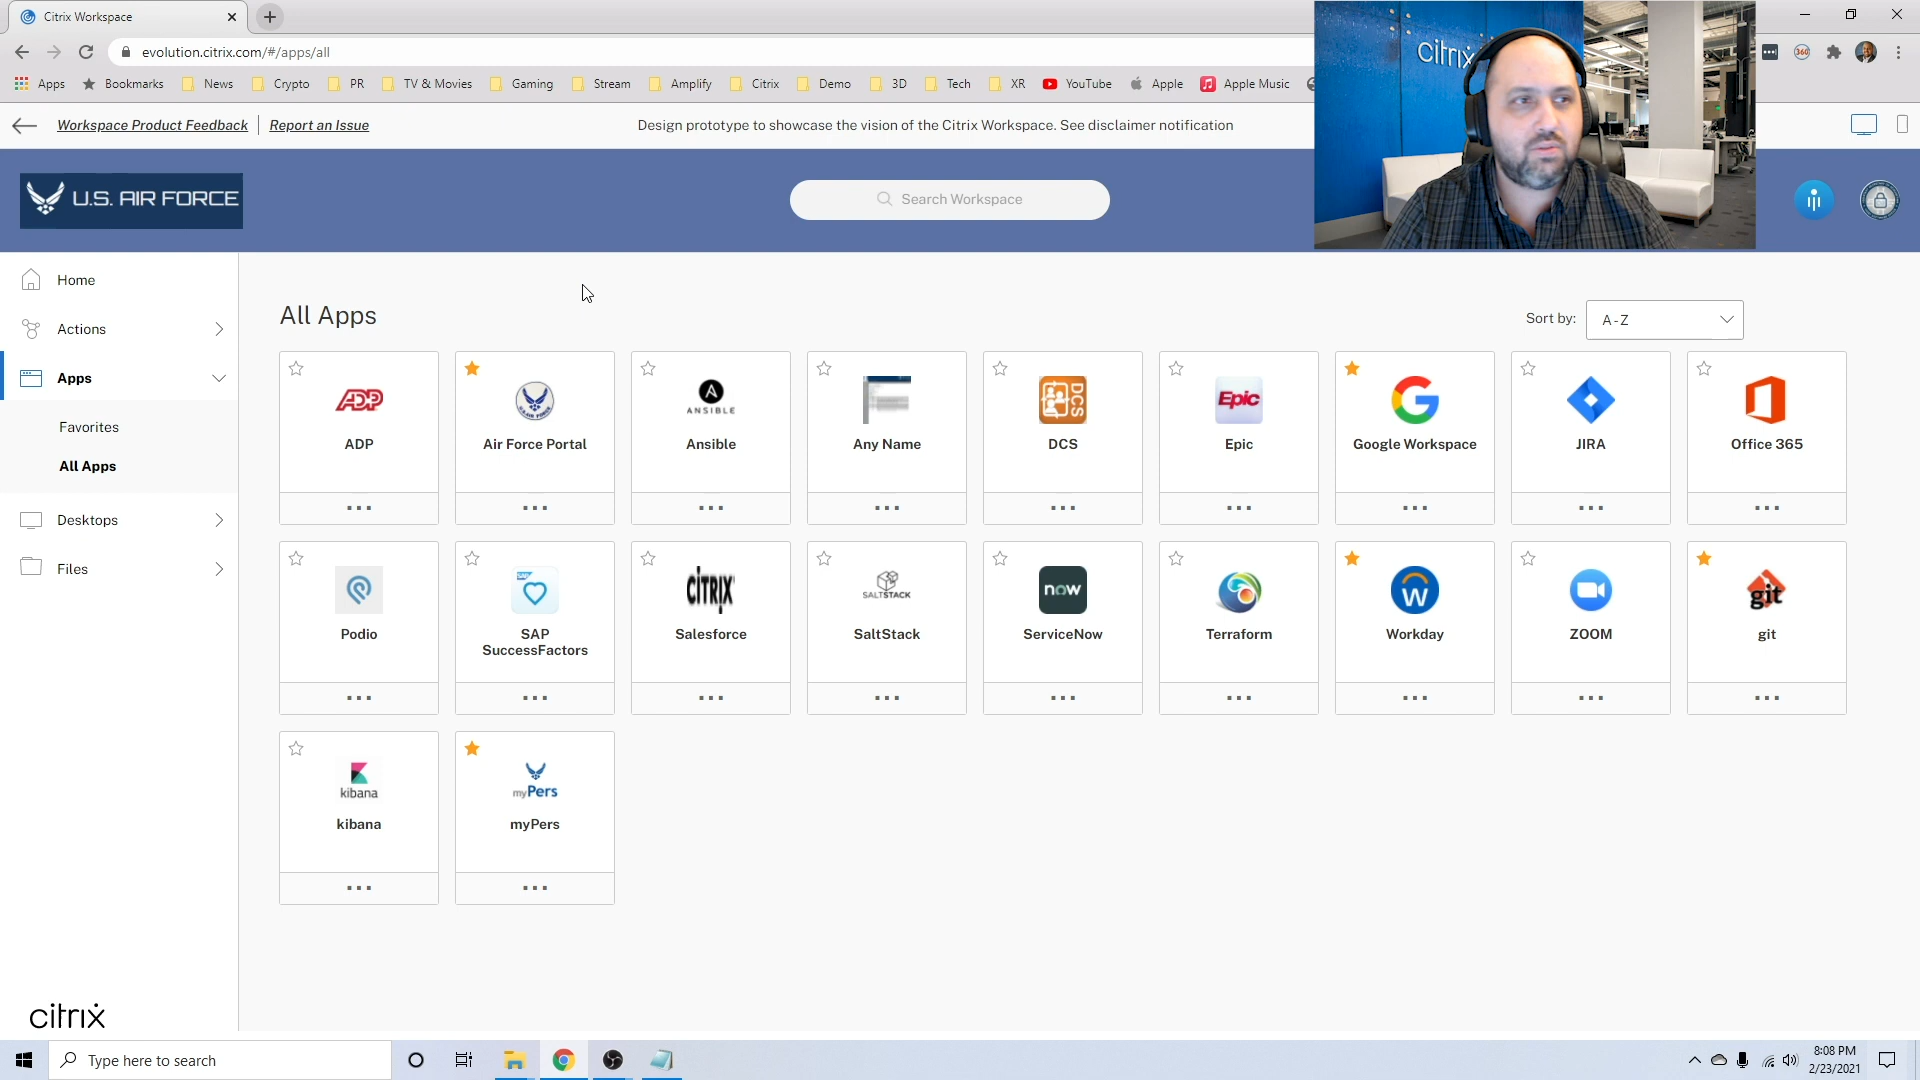 Citrix Workspace
evolution.citrix.com/#/apps/all
Apps Bookmarks News Crypto PR TV & Movies Gaming Stream Amplify Citrix Demo 3D Tech XR YouTube Apple Apple Music
Workspace Product Feedback Report an Issue
Design prototype to showcase the vision of the Citrix Workspace. See disclaimer notification
citrix
360
U.S. AIR FORCE
Search Workspace
Home
Actions
Apps
Favorites
All Apps
Desktops
Files
citrix
All Apps
Sort by: A-Z
ADP
ADP
Air Force Portal
ANSIBLE
Ansible
Any Name
DCS
DCS
Epic
Epic
Google Workspace
JIRA
Office 365
Podio
SAP
SAP
SuccessFactors
CITRIX
Salesforce
SALTSTACK
SaltStack
now
ServiceNow
Terraform
W
Workday
ZOOM
git
git
kibana
kibana
myPers
myPers
Type here to search
8:08 PM
2/23/2021